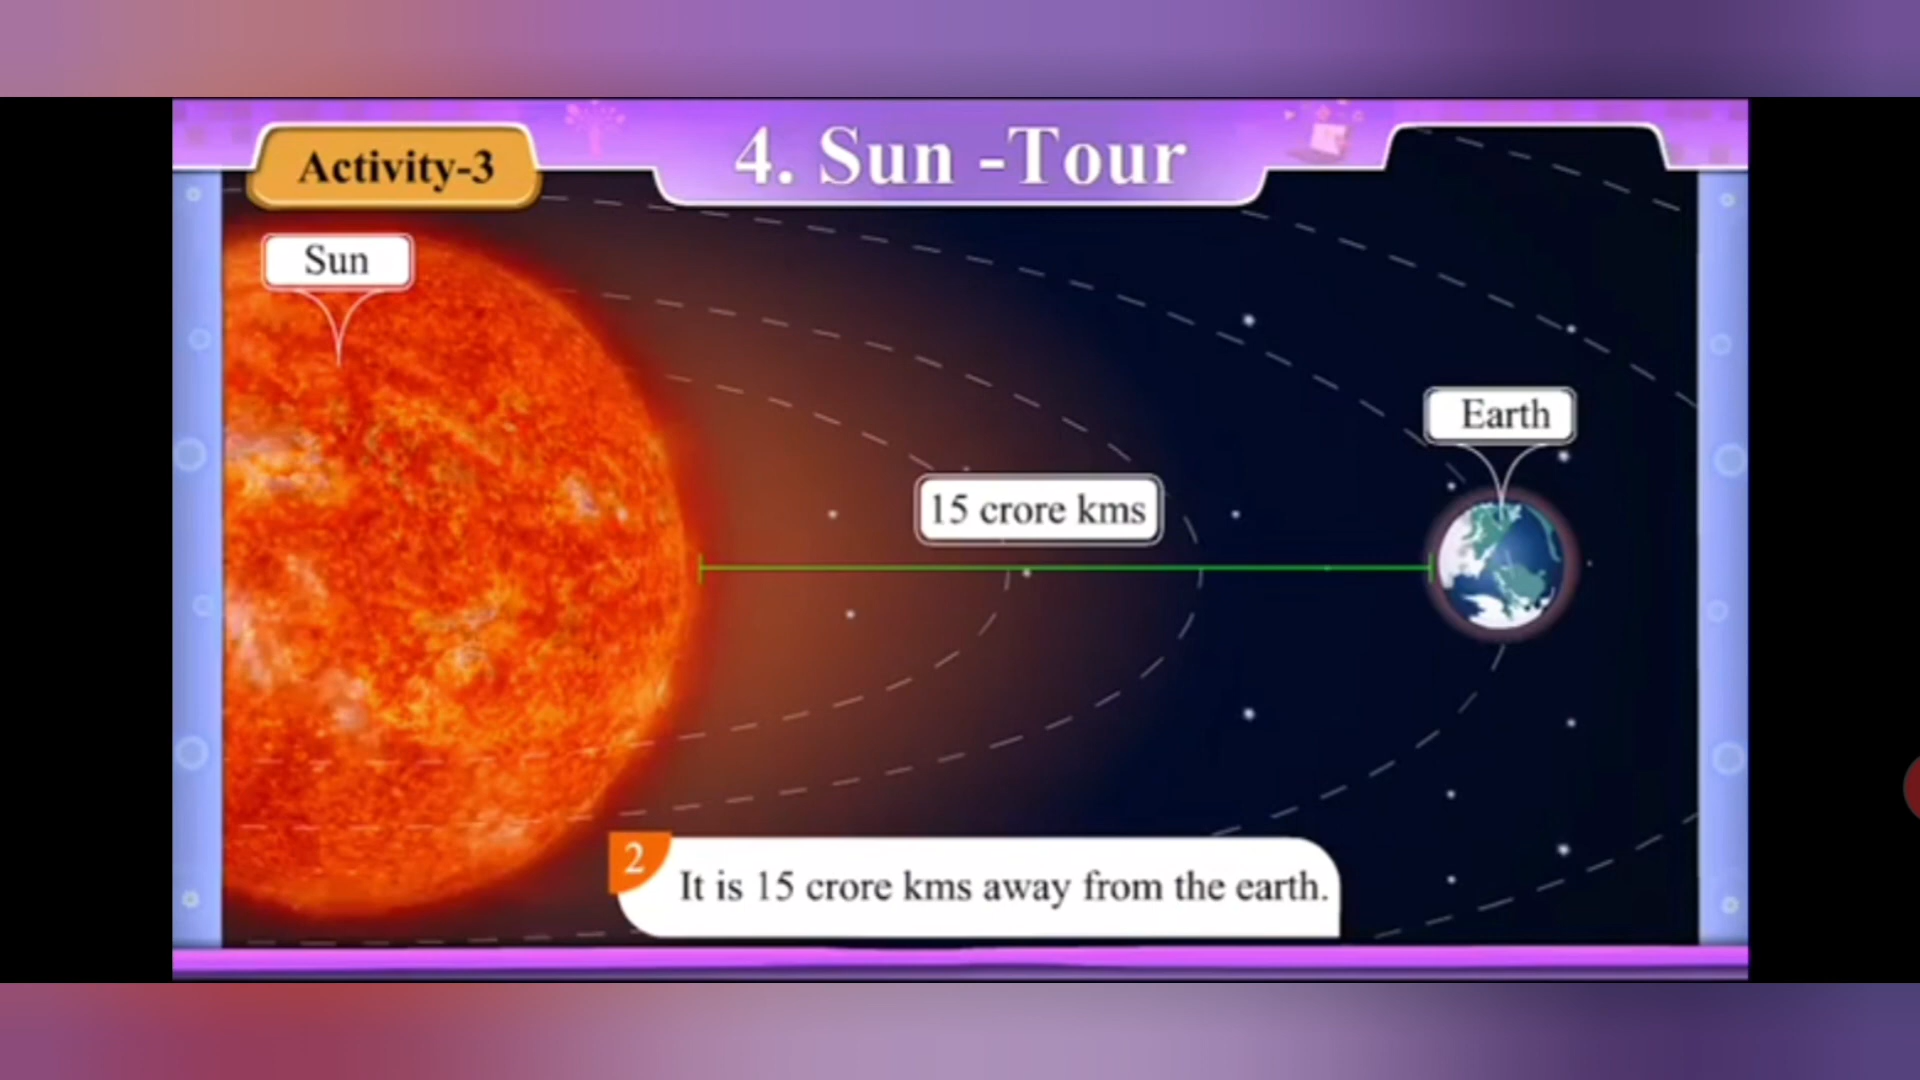 Activity-3
4. Sun -Tour
Sun
Earth
15 crore kms
2
It is 15 crore kms away from the earth.